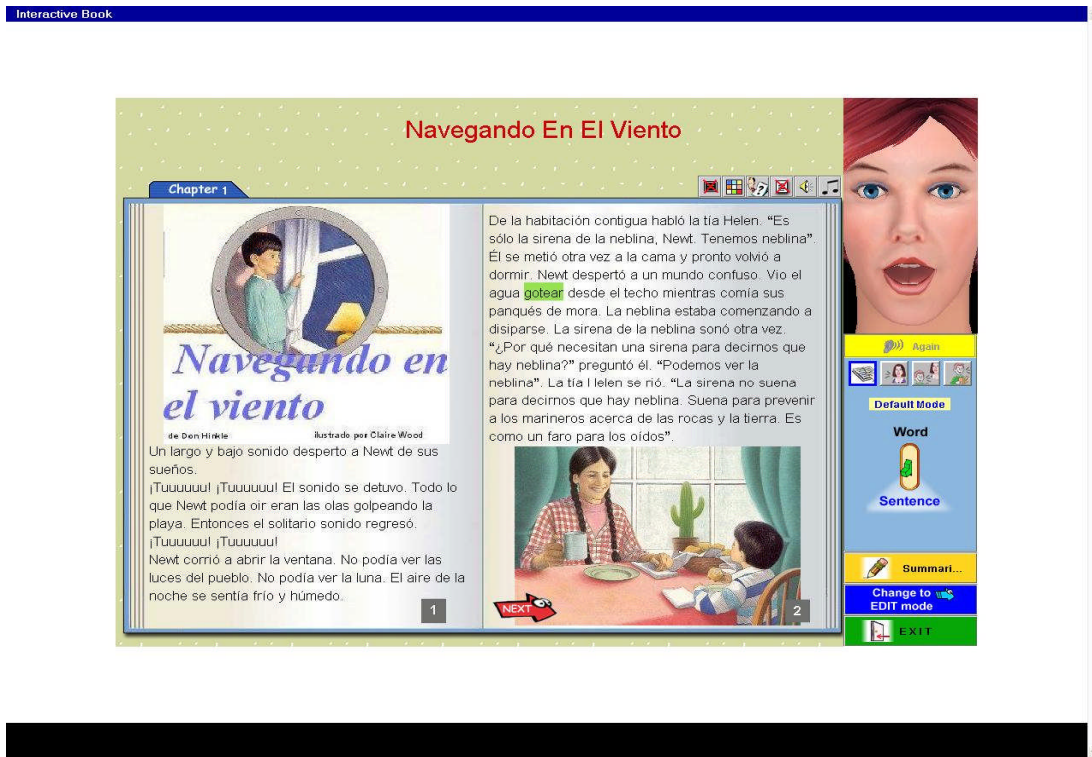 Interactive Book
Navegando En El Viento
Chapter 1
Navegando en
el viento
de Don Hinkle
ilustrado por Claire Wood
Un largo y bajo sonido desperto a Newt de sus
sueños.
¡Tuuuuuu! ¡Tuuuuuu! El sonido se detuvo. Todo lo
que Newt podía oir eran las olas golpeando la
playa. Entonces el solitario sonido regresó.
¡Tuuuuuu! ¡Tuuuuuu!
Newt corrió a abrir la ventana. No podía ver las
luces del pueblo. No podía ver la luna. El aire de la
noche se sentía frío y húmedo.
1
De la habitación contigua habló la tía Helen. “Es
sólo la sirena de la neblina, Newt. Tenemos neblina”.
Él se metió otra vez a la cama y pronto volvió a
dormir. Newt despertó a un mundo confuso. Vio el
agua gotear desde el techo mientras comía sus
panqués de mora. La neblina estaba comenzando a
disiparse. La sirena de la neblina sonó otra vez.
“¿Por qué necesitan una sirena para decirnos que
hay neblina?” preguntó él. “Podemos ver la
neblina”. La tía Helen se rió. “La sirena no suena
para decirnos que hay neblina. Suena para prevenir
a los marineros acerca de las rocas y la tierra. Es
como un faro para los oídos”.
NEXT
2
Again
Default Mode
Word
Sentence
Summari...
Change to
EDIT mode
EXIT